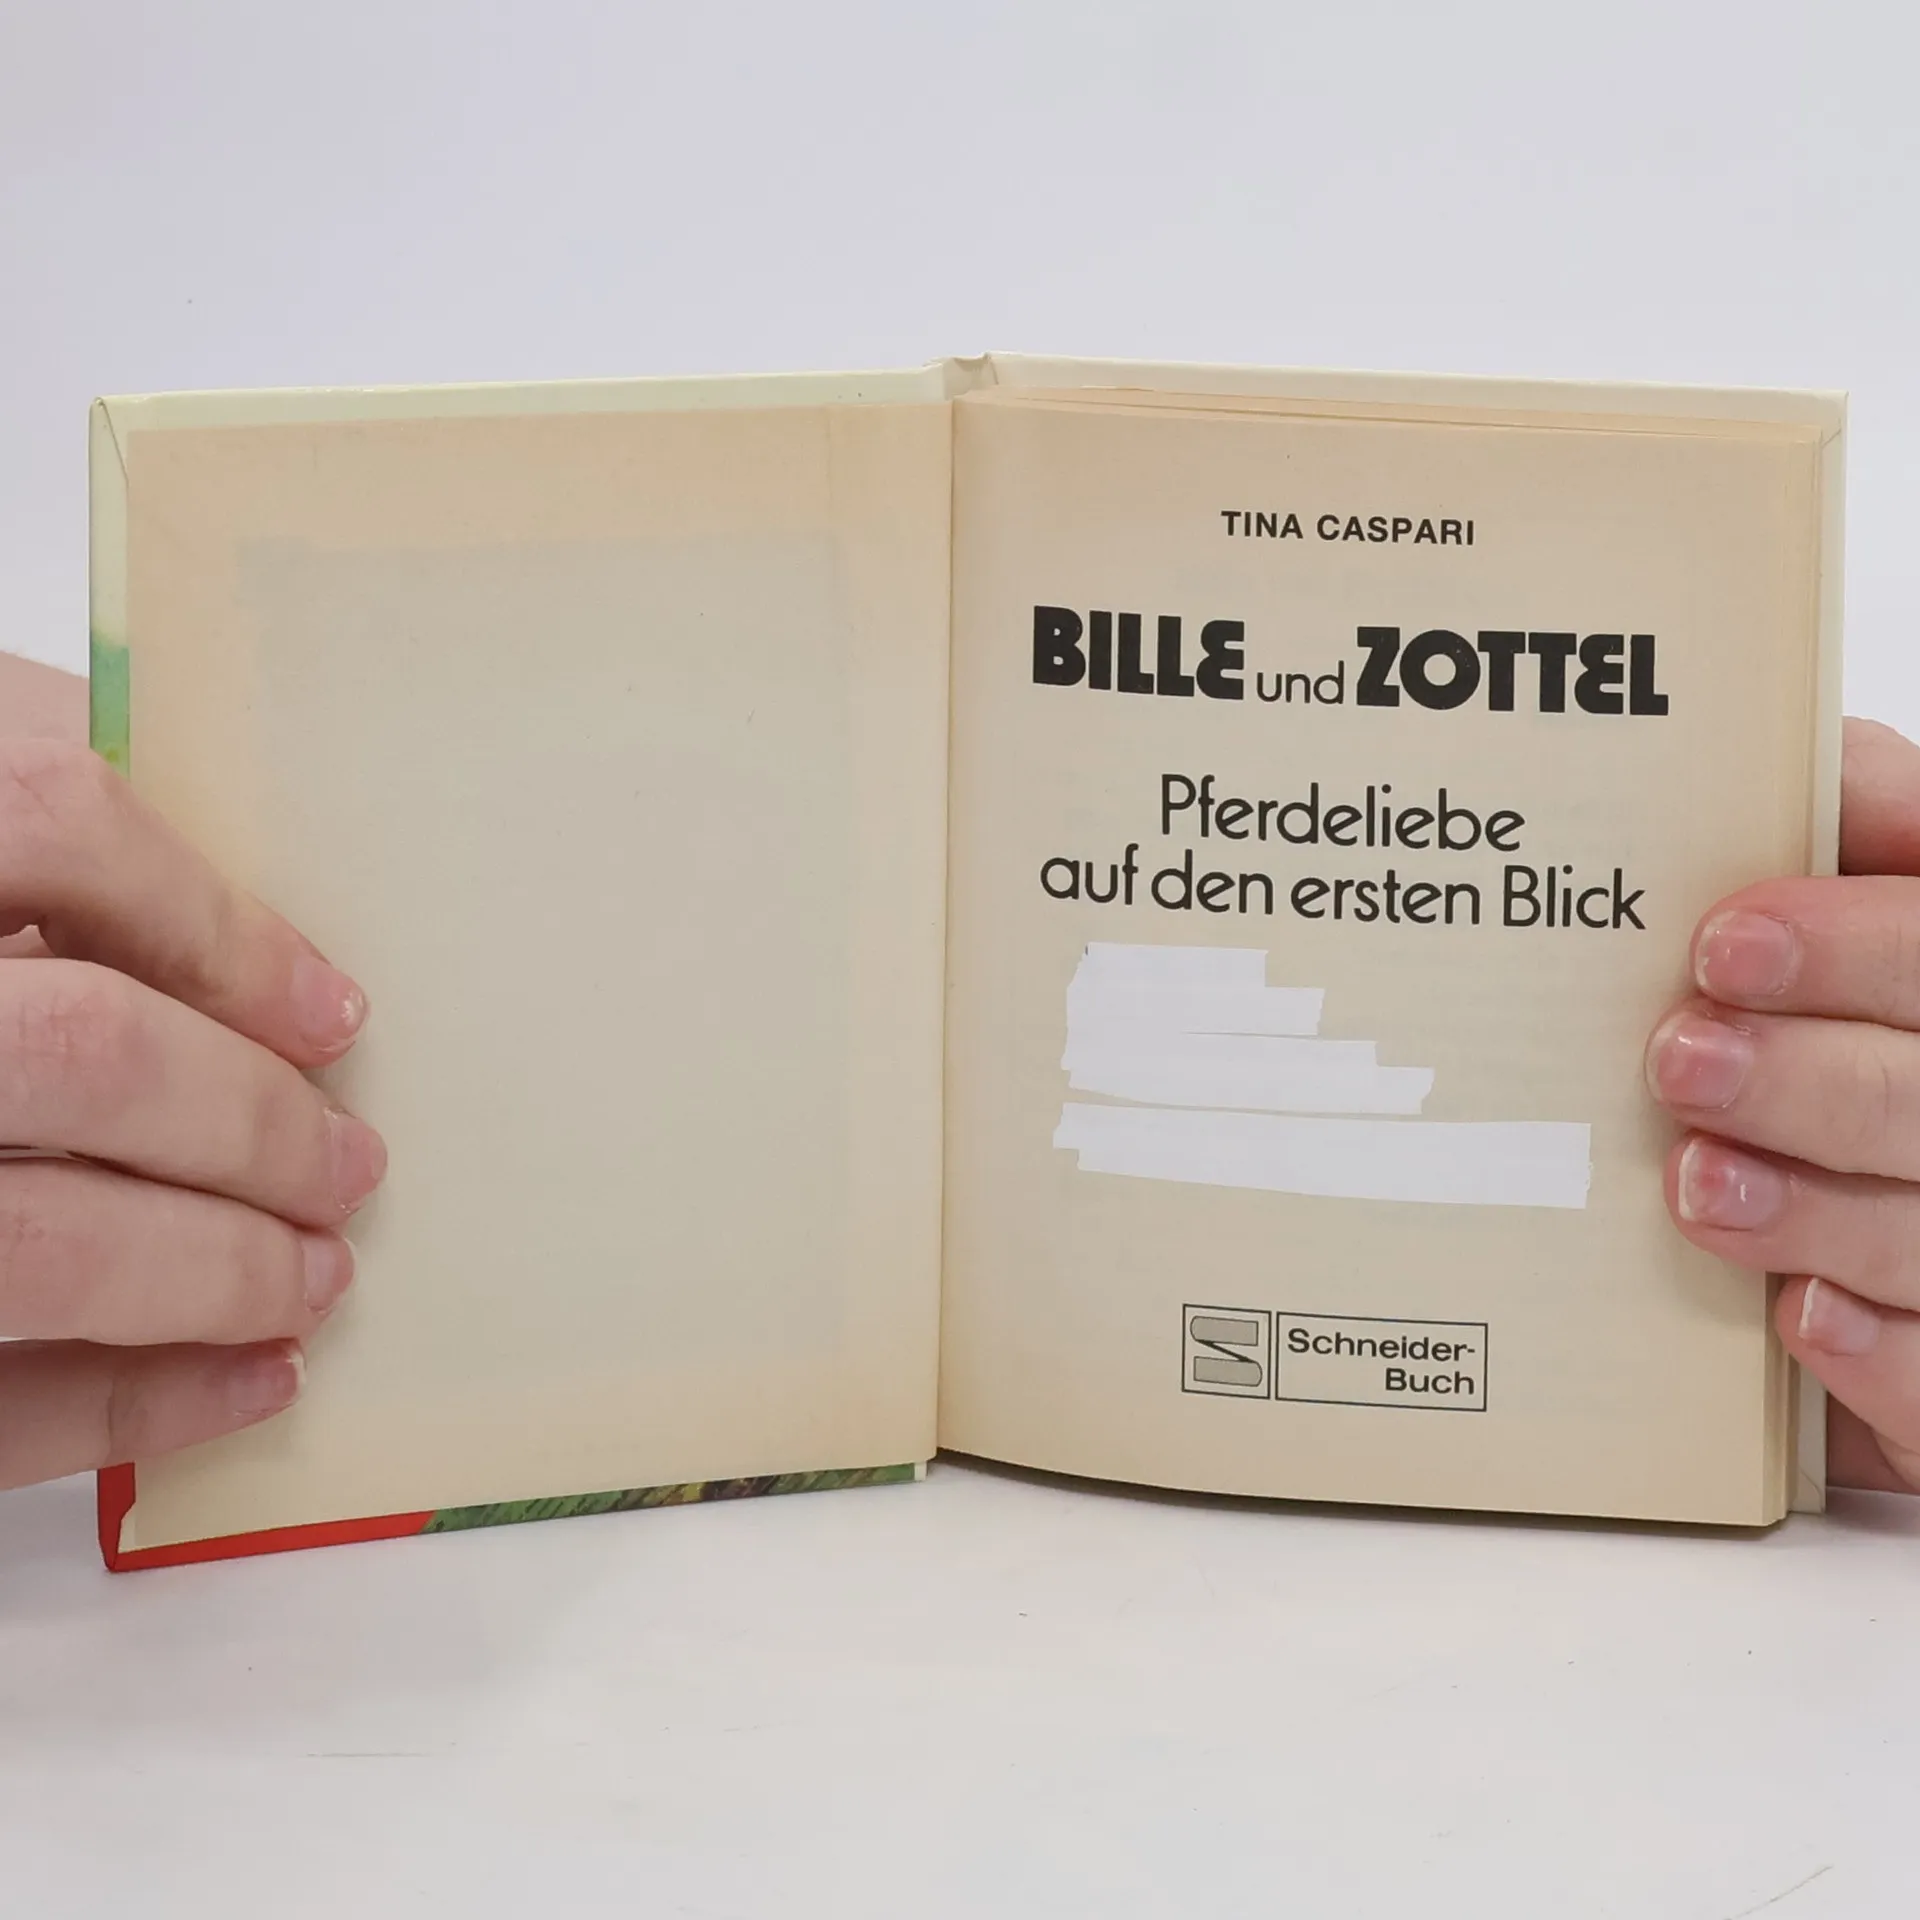 TINA CASPARI
BILLE und ZOTTEL
Pferdeliebe
auf den ersten Blick
Schneider-
Buch